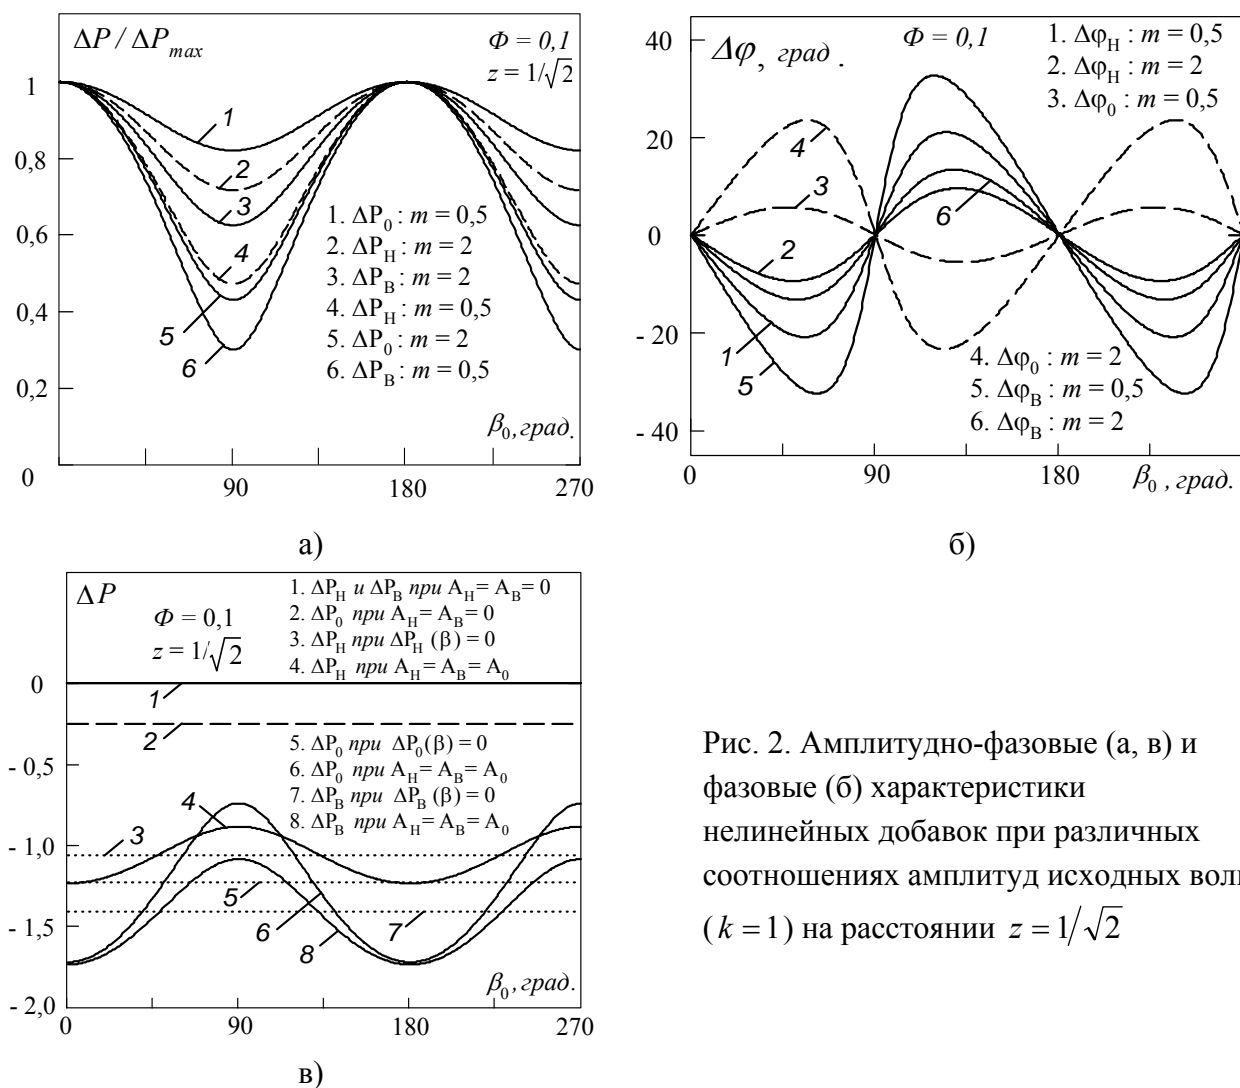 ΔP / ΔP_max
Φ = 0,1
z = 1/√2
1
0,8
0,6
0,4
0,2
0
1
2
3
4
5
6
1. ΔP_0 : m = 0,5
2. ΔP_H : m = 2
3. ΔP_B : m = 2
4. ΔP_H : m = 0,5
5. ΔP_0 : m = 2
6. ΔP_B : m = 0,5
β_0, град.
90
180
270
а)
Δφ, град .
Φ = 0,1
1. Δφ_H : m = 0,5
2. Δφ_H : m = 2
3. Δφ_0 : m = 0,5
40
20
0
- 20
- 40
4
3
6
2
1
5
4. Δφ_0 : m = 2
5. Δφ_B : m = 0,5
6. Δφ_B : m = 2
0
90
180
β_0 , град.
б)
ΔP
Φ = 0,1
z = 1/√2
1. ΔP_H и ΔP_B при A_H = A_B = 0
2. ΔP_0 при A_H = A_B = 0
3. ΔP_H при ΔP_H (β) = 0
4. ΔP_H при A_H = A_B = A_0
0
- 0,5
- 1,0
- 1,5
- 2,0
1
2
5. ΔP_0 при ΔP_0(β) = 0
6. ΔP_0 при A_H = A_B = A_0
7. ΔP_B при ΔP_B (β) = 0
8. ΔP_B при A_H = A_B = A_0
3
4
5
6
7
8
β_0, град.
0
90
180
270
в)
Рис. 2. Амплитудно-фазовые (а, в) и
фазовые (б) характеристики
нелинейных добавок при различных
соотношениях амплитуд исходных волн
( k = 1 ) на расстоянии z = 1/√2